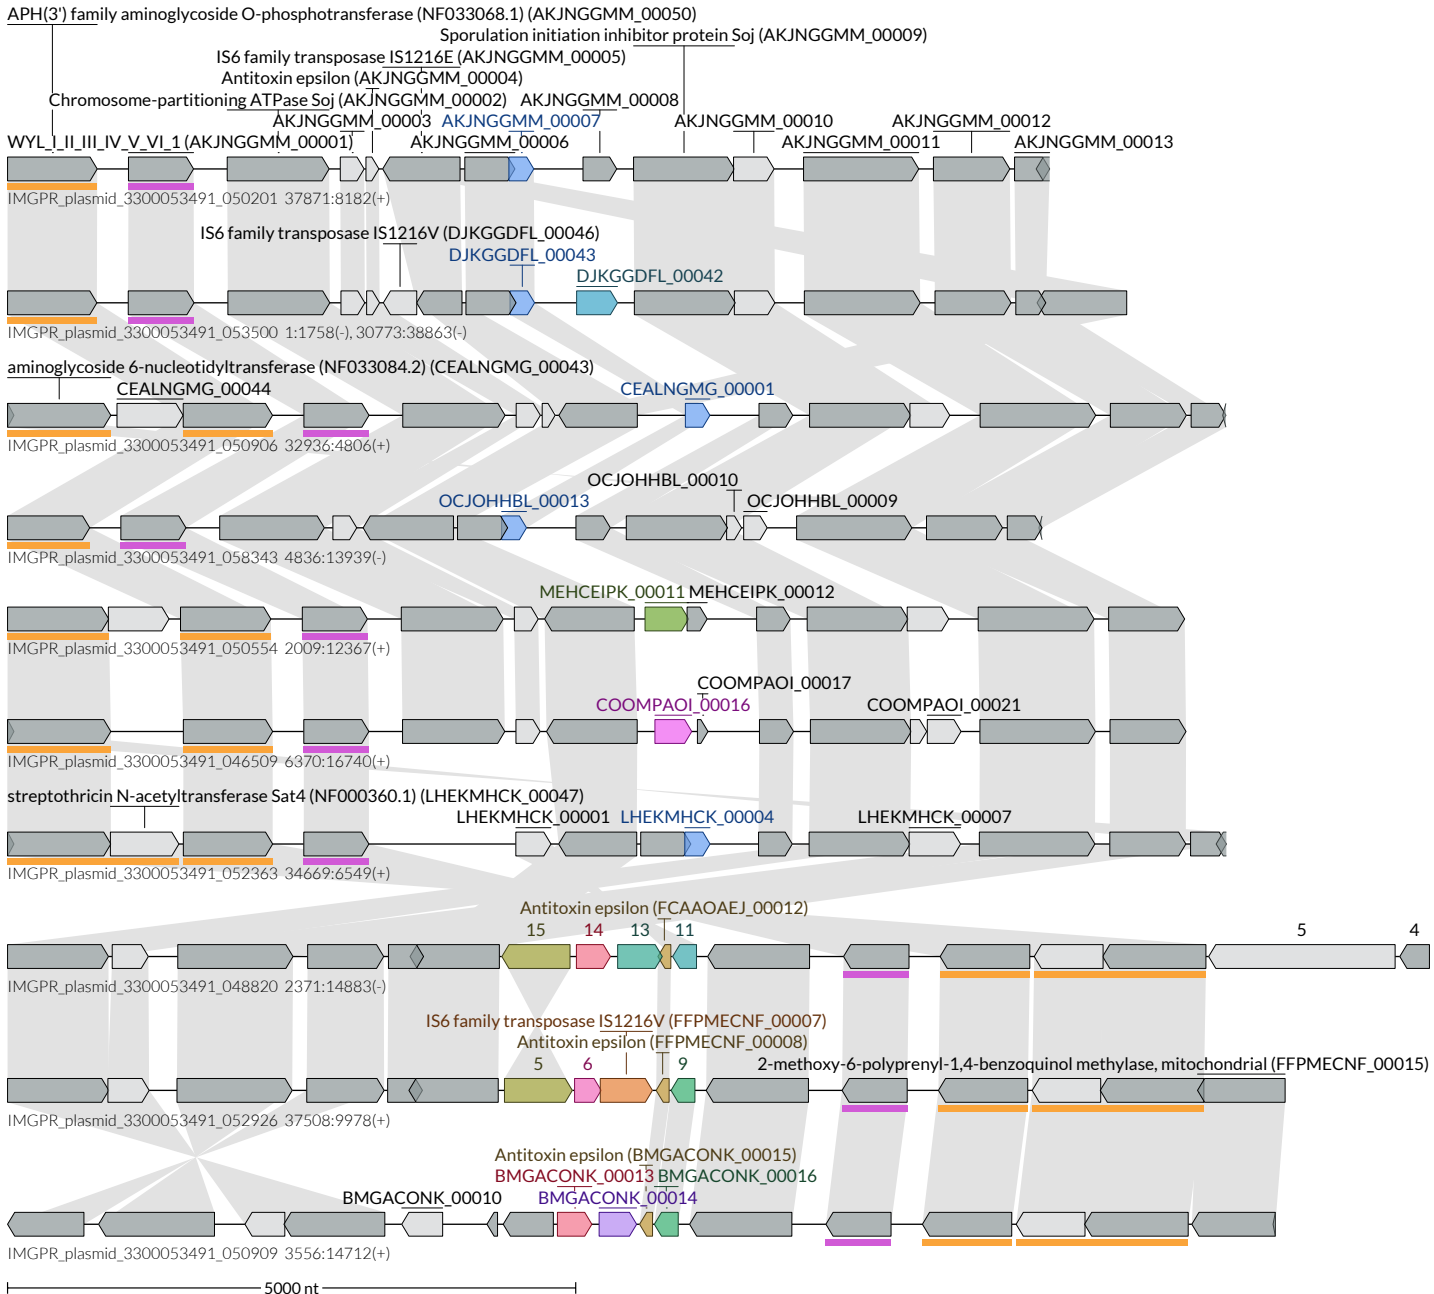 APH(3') family aminoglycoside O-phosphotransferase (NF033068.1) (AKJNGGMM_00050)
Sporulation initiation inhibitor protein Soj (AKJNGGMM_00009)
IS6 family transposase IS1216E (AKJNGGMM_00005)
Antitoxin epsilon (AKJNGGMM_00004)
Chromosome-partitioning ATPase Soj (AKJNGGMM_00002) AKJNGGMM_00008
AKJNGGMM_00003 AKJNGGMM_00007 AKJNGGMM_00010 AKJNGGMM_00012
WYL_I_II_III_IV_V_VI_1 (AKJNGGMM_00001) AKJNGGMM_00006 AKJNGGMM_00011 AKJNGGMM_00013
IMGPR_plasmid_3300053491_050201 37871:8182(+)
IS6 family transposase IS1216V (DJKGGDFL_00046)
DJKGGDFL_00043
DJKGGDFL_00042
IMGPR_plasmid_3300053491_053500 1:1758(-), 30773:38863(-)
aminoglycoside 6-nucleotidyltransferase (NF033084.2) (CEALNGMG_00043)
CEALNGMG_00044 CEALNGMG_00001
IMGPR_plasmid_3300053491_050906 32936:4806(+)
OCJOHHBL_00010
OCJOHHBL_00013 OCJOHHBL_00009
IMGPR_plasmid_3300053491_058343 4836:13939(-)
MEHCEIPK_00011 MEHCEIPK_00012
IMGPR_plasmid_3300053491_050554 2009:12367(+)
COOMPAOI_00017
COOMPAOI_00016 COOMPAOI_00021
IMGPR_plasmid_3300053491_046509 6370:16740(+)
streptothricin N-acetyltransferase Sat4 (NF000360.1) (LHEKMHCK_00047)
LHEKMHCK_00001 LHEKMHCK_00004 LHEKMHCK_00007
IMGPR_plasmid_3300053491_052363 34669:6549(+)
Antitoxin epsilon (FCAAOAEJ_00012)
15 14 13 11 5 4
IMGPR_plasmid_3300053491_048820 2371:14883(-)
IS6 family transposase IS1216V (FFPMECNF_00007)
Antitoxin epsilon (FFPMECNF_00008)
5 6 9 2-methoxy-6-polyprenyl-1,4-benzoquinol methylase, mitochondrial (FFPMECNF_00015)
IMGPR_plasmid_3300053491_052926 37508:9978(+)
Antitoxin epsilon (BMGACONK_00015)
BMGACONK_00013 BMGACONK_00016
BMGACONK_00010 BMGACONK_00014
IMGPR_plasmid_3300053491_050909 3556:14712(+)
5000 nt